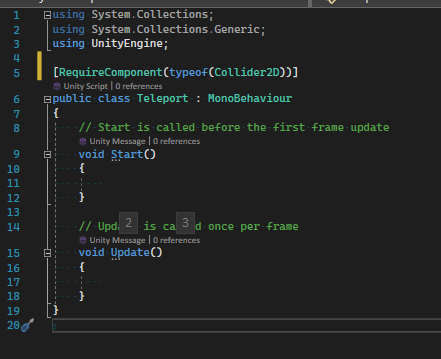 1 using System.Collections;
2 using System.Collections.Generic;
3 using UnityEngine;
4
5 [RequireComponent(typeof(Collider2D))]
Unity Script | 0 references
6 public class Teleport : MonoBehaviour
7 {
8 // Start is called before the first frame update
Unity Message | 0 references
9 void Start()
10 {
11
12 }
13
14 // Upda 2 is ca 3 d once per frame
Unity Message | 0 references
15 void Update()
16 {
17
18 }
19 }
20